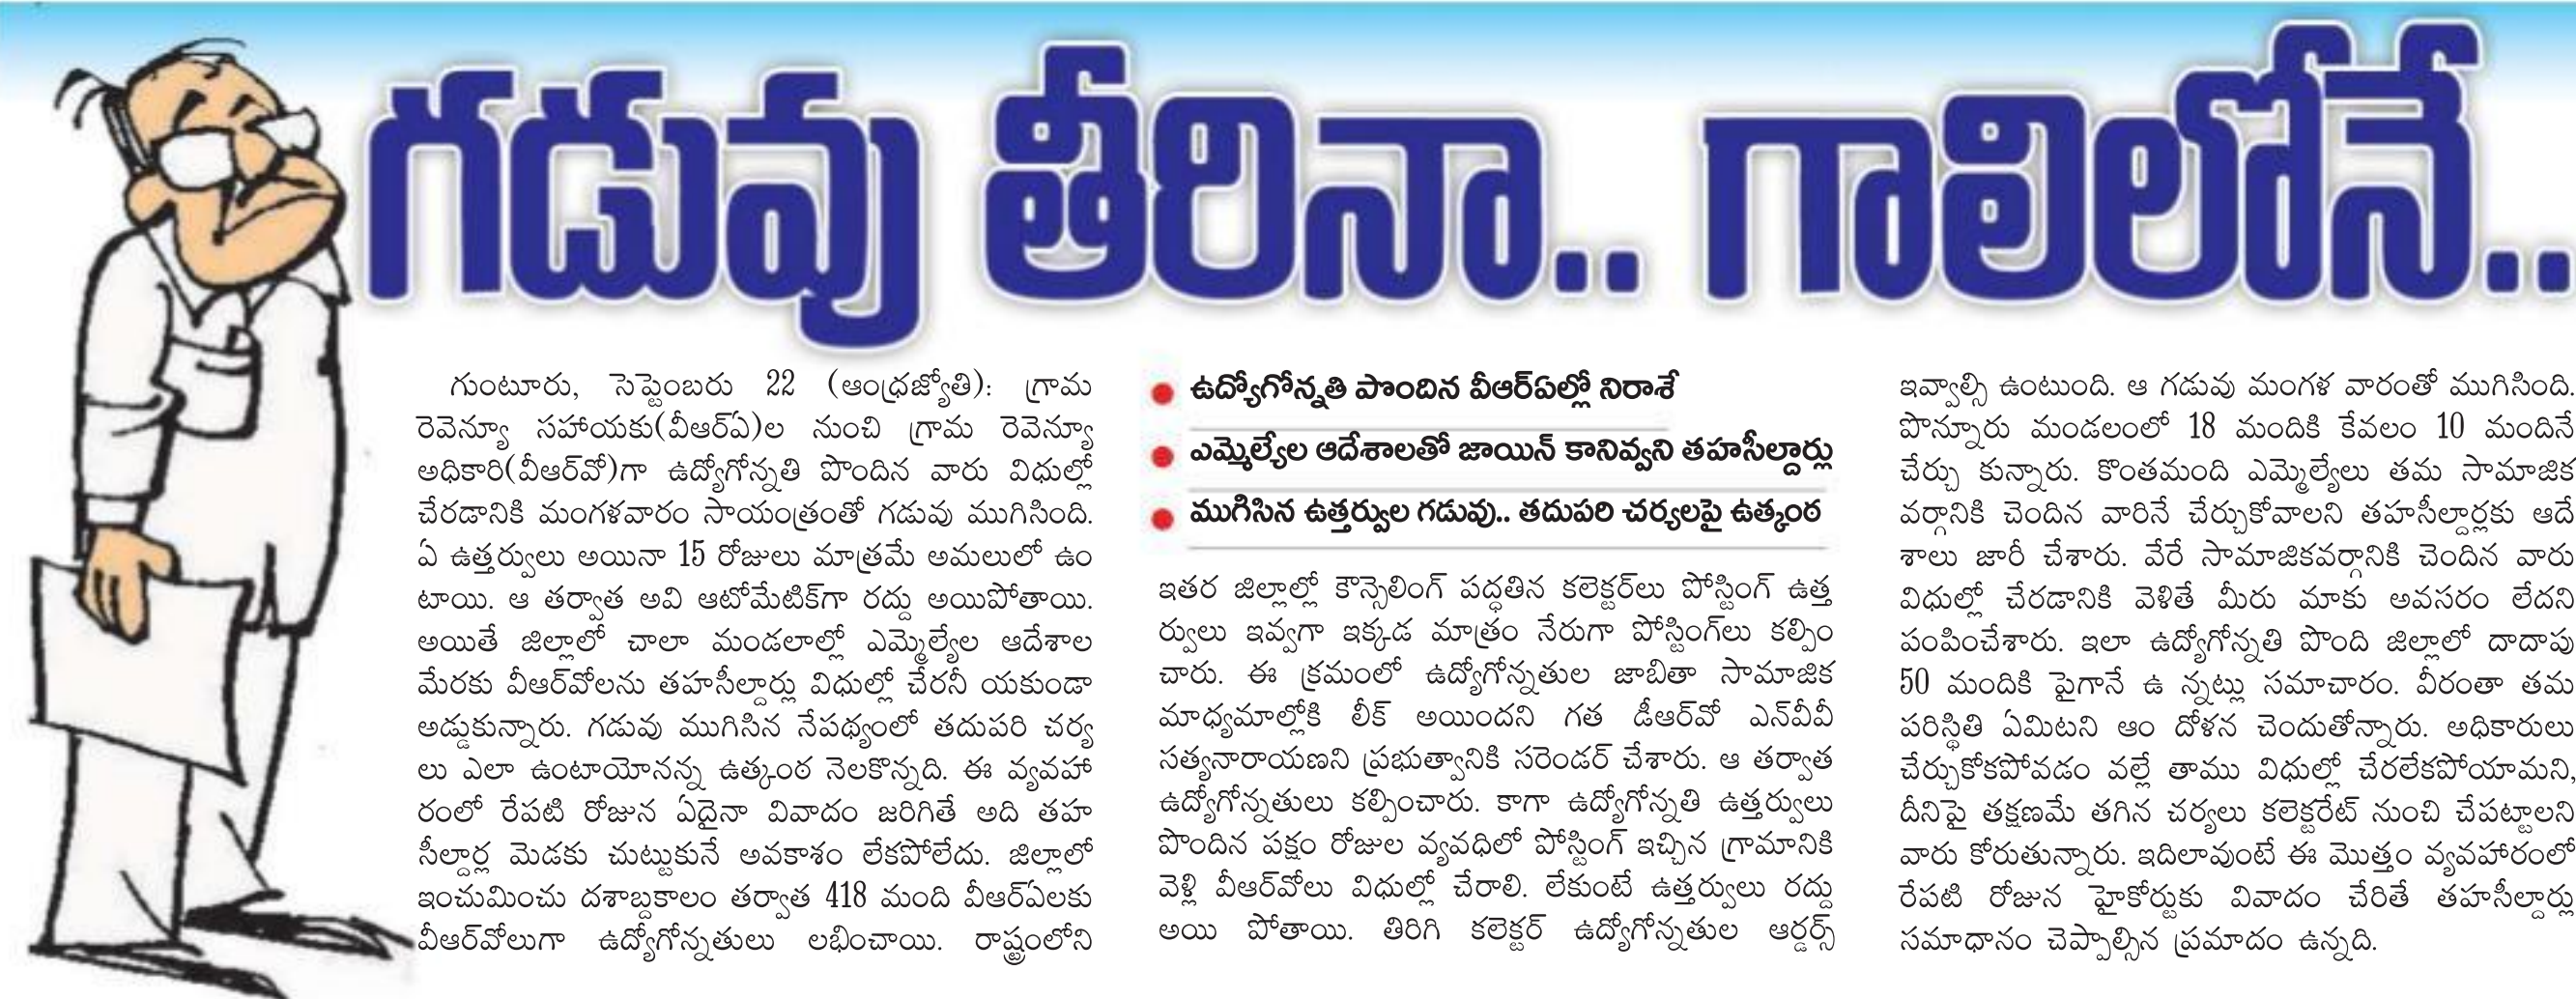 గడువు తీరినా.. గాలిలోనే..
గుంటూరు, సెప్టెంబరు 22 (ఆంధ్రజ్యోతి): గ్రామ
రెవెన్యూ సహాయకు(వీఆర్ఏ)ల నుంచి గ్రామ రెవెన్యూ
అధికారి(వీఆర్‌వో)గా ఉద్యోగోన్నతి పొందిన వారు విధుల్లో
చేరడానికి మంగళవారం సాయంత్రంతో గడువు ముగిసింది.
ఏ ఉత్తర్వులు అయినా 15 రోజులు మాత్రమే అమలులో ఉం
టాయి. ఆ తర్వాత అవి ఆటోమేటిక్‌గా రద్దు అయిపోతాయి.
అయితే జిల్లాలో చాలా మండలాల్లో ఎమ్మెల్యేల ఆదేశాల
మేరకు వీఆర్‌వోలను తహసీల్దార్లు విధుల్లో చేరనీ యకుండా
అడ్డుకున్నారు. గడువు ముగిసిన నేపథ్యంలో తదుపరి చర్య
లు ఎలా ఉంటాయోనన్న ఉత్కంఠ నెలకొన్నది. ఈ వ్యవహా
రంలో రేపటి రోజున ఏదైనా వివాదం జరిగితే అది తహ
సీల్దార్ల మెడకు చుట్టుకునే అవకాశం లేకపోలేదు. జిల్లాలో
ఇంచుమించు దశాబ్దకాలం తర్వాత 418 మంది వీఆర్ఏలకు
వీఆర్‌వోలుగా ఉద్యోగోన్నతులు లభించాయి. రాష్ట్రంలోని
● ఉద్యోగోన్నతి పొందిన వీఆర్ఏల్లో నిరాశే
● ఎమ్మెల్యేల ఆదేశాలతో జాయిన్ కానివ్వని తహసీల్దార్లు
● ముగిసిన ఉత్తర్వుల గడువు.. తదుపరి చర్యలపై ఉత్కంఠ
ఇతర జిల్లాల్లో కౌన్సెలింగ్ పద్ధతిన కలెక్టర్‌లు పోస్టింగ్ ఉత్త
ర్వులు ఇవ్వగా ఇక్కడ మాత్రం నేరుగా పోస్టింగ్‌లు కల్పిం
చారు. ఈ క్రమంలో ఉద్యోగోన్నతుల జాబితా సామాజిక
మాధ్యమాల్లోకి లీక్ అయిందని గత డీఆర్‌వో ఎన్‌వీవీ
సత్యనారాయణని ప్రభుత్వానికి సరెండర్ చేశారు. ఆ తర్వాత
ఉద్యోగోన్నతులు కల్పించారు. కాగా ఉద్యోగోన్నతి ఉత్తర్వులు
పొందిన పక్షం రోజుల వ్యవధిలో పోస్టింగ్ ఇచ్చిన గ్రామానికి
వెళ్లి వీఆర్‌వోలు విధుల్లో చేరాలి. లేకుంటే ఉత్తర్వులు రద్దు
అయి పోతాయి. తిరిగి కలెక్టర్ ఉద్యోగోన్నతుల ఆర్డర్స్
ఇవ్వాల్సి ఉంటుంది. ఆ గడువు మంగళ వారంతో ముగిసింది.
పొన్నూరు మండలంలో 18 మందికి కేవలం 10 మందినే
చేర్చు కున్నారు. కొంతమంది ఎమ్మెల్యేలు తమ సామాజిక
వర్గానికి చెందిన వారినే చేర్చుకోవాలని తహసీల్దార్లకు ఆదే
శాలు జారీ చేశారు. వేరే సామాజికవర్గానికి చెందిన వారు
విధుల్లో చేరడానికి వెళితే మీరు మాకు అవసరం లేదని
పంపించేశారు. ఇలా ఉద్యోగోన్నతి పొంది జిల్లాలో దాదాపు
50 మందికి పైగానే ఉ న్నట్లు సమాచారం. వీరంతా తమ
పరిస్థితి ఏమిటని ఆం దోళన చెందుతోన్నారు. అధికారులు
చేర్చుకోకపోవడం వల్లే తాము విధుల్లో చేరలేకపోయామని,
దీనిపై తక్షణమే తగిన చర్యలు కలెక్టరేట్ నుంచి చేపట్టాలని
వారు కోరుతున్నారు. ఇదిలావుంటే ఈ మొత్తం వ్యవహారంలో
రేపటి రోజున హైకోర్టుకు వివాదం చేరితే తహసీల్దార్లు
సమాధానం చెప్పాల్సిన ప్రమాదం ఉన్నది.